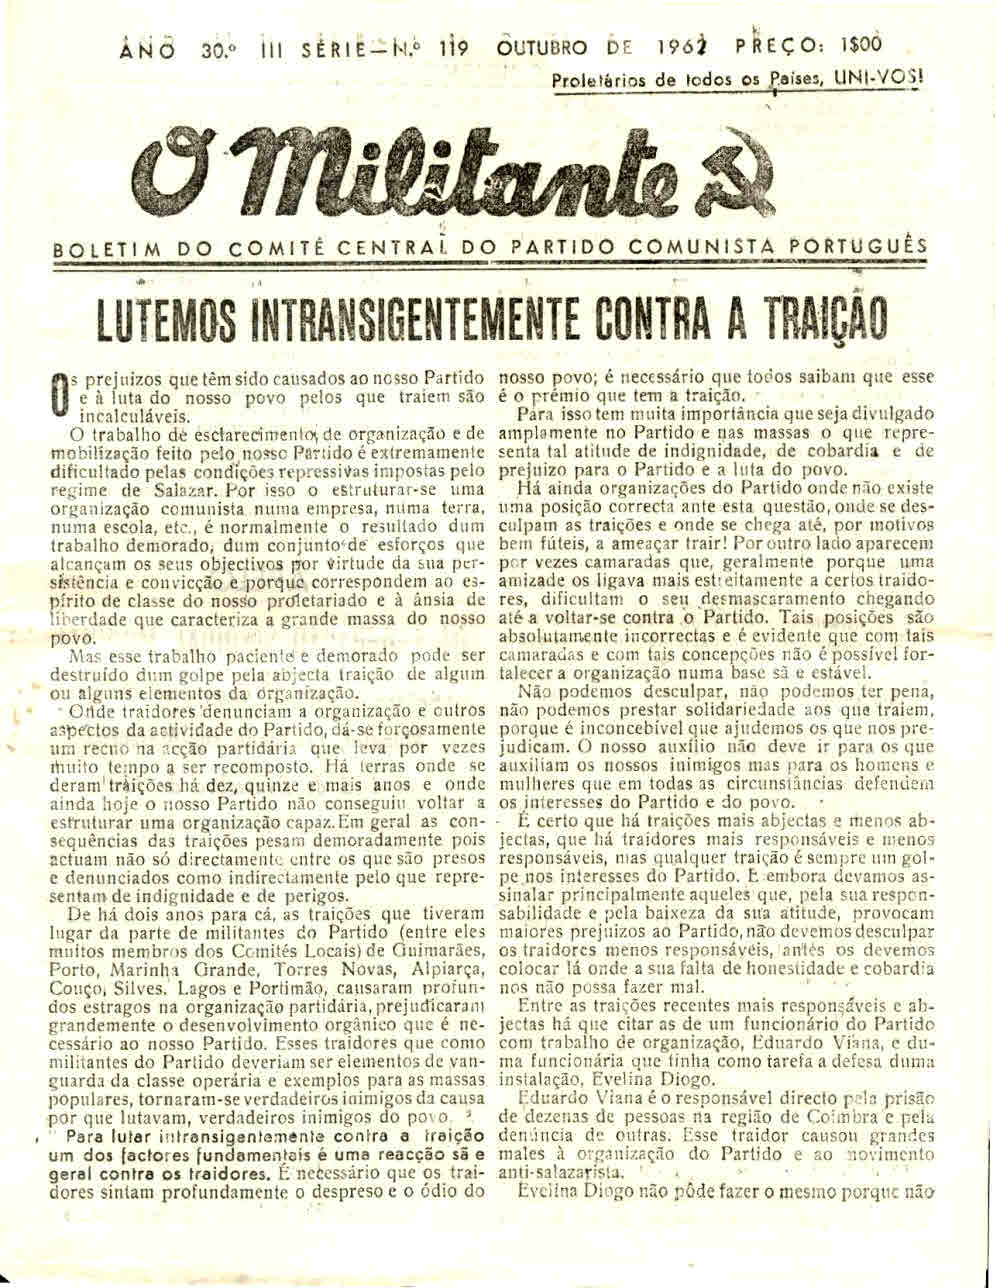 ANO 30.º III SÉRIE — N.º 119 OUTUBRO DE 1962 PREÇO: 1$00
Proletários de todos os Países, UNI-VOS!
O Militante
BOLETIM DO COMITÉ CENTRAL DO PARTIDO COMUNISTA PORTUGUÊS
LUTEMOS INTRANSIGENTEMENTE CONTRA A TRAIÇÃO
Os prejuizos que têm sido causados ao nosso Partido
e à luta do nosso povo pelos que traiem são
incalculáveis.
O trabalho de esclarecimento, de organização e de
mobilização feito pelo nosso Partido é extremamente
dificultado pelas condições repressivas impostas pelo
regime de Salazar. Por isso o estruturar-se uma
organização comunista numa empresa, numa terra,
numa escola, etc., é normalmente o resultado dum
trabalho demorado, dum conjunto de esforços que
alcançam os seus objectivos por virtude da sua per-
sistência e convicção e porque correspondem ao es-
pírito de classe do nosso proletariado e à ânsia de
liberdade que caracteriza a grande massa do nosso
povo.
Mas esse trabalho paciente e demorado pode ser
destruído dum golpe pela abjecta traição de algum
ou alguns elementos da organização.
Onde traidores denunciam a organização e outros
aspectos da actividade do Partido, dá-se forçosamente
um recuo na acção partidária que leva por vezes
muito tempo a ser recomposto. Há terras onde se
deram traições há dez, quinze e mais anos e onde
ainda hoje o nosso Partido não conseguiu voltar a
estruturar uma organização capaz. Em geral as con-
sequências das traições pesam demoradamente pois
actuam não só directamente entre os que são presos
e denunciados como indirectamente pelo que repre-
sentam de indignidade e de perigos.
De há dois anos para cá, as traições que tiveram
lugar da parte de militantes do Partido (entre eles
muitos membros dos Comités Locais) de Guimarães,
Porto, Marinha Grande, Torres Novas, Alpiarça,
Couço, Silves, Lagos e Portimão, causaram profun-
dos estragos na organização partidária, prejudicaram
grandemente o desenvolvimento orgânico que é ne-
cessário ao nosso Partido. Esses traidores que como
militantes do Partido deveriam ser elementos de van-
guarda da classe operária e exemplos para as massas
populares, tornaram-se verdadeiros inimigos da causa
por que lutavam, verdadeiros inimigos do povo.
Para lutar intransigentemente contra a traição
um dos factores fundamentais é uma reacção sã e
geral contra os traidores. É necessário que os trai-
dores sintam profundamente o despreso e o ódio do
nosso povo; é necessário que todos saibam que esse
é o prémio que tem a traição.
Para isso tem muita importância que seja divulgado
amplamente no Partido e nas massas o que repre-
senta tal atitude de indignidade, de cobardia e de
prejuizo para o Partido e a luta do povo.
Há ainda organizações do Partido onde não existe
uma posição correcta ante esta questão, onde se des-
culpam as traições e onde se chega até, por motivos
bem fúteis, a ameaçar trair! Por outro lado aparecem
por vezes camaradas que, geralmente porque uma
amizade os ligava mais estreitamente a certos traido-
res, dificultam o seu desmascaramento chegando
até a voltar-se contra o Partido. Tais posições são
absolutamente incorrectas e é evidente que com tais
camaradas e com tais concepções não é possível for-
talecer a organização numa base sã e estável.
Não podemos desculpar, não podemos ter pena,
não podemos prestar solidariedade aos que traiem,
porque é inconcebível que ajudemos os que nos pre-
judicam. O nosso auxílio não deve ir para os que
auxiliam os nossos inimigos mas para os homens e
mulheres que em todas as circunstâncias defendem
os interesses do Partido e do povo.
É certo que há traições mais abjectas e menos ab-
jectas, que há traidores mais responsáveis e menos
responsáveis, mas qualquer traição é sempre um gol-
pe nos interesses do Partido. E embora devamos as-
sinalar principalmente aqueles que, pela sua respon-
sabilidade e pela baixeza da sua atitude, provocam
maiores prejuizos ao Partido, não devemos desculpar
os traidores menos responsáveis, antes os devemos
colocar lá onde a sua falta de honestidade e cobardia
nos não possa fazer mal.
Entre as traições recentes mais responsáveis e ab-
jectas há que citar as de um funcionário do Partido
com trabalho de organização, Eduardo Viana, e du-
ma funcionária que tinha como tarefa a defesa duma
instalação, Evelina Diogo.
Eduardo Viana é o responsável directo pela prisão
de dezenas de pessoas na região de Coimbra e pela
denúncia de outras. Esse traidor causou grandes
males à organização do Partido e ao movimento
anti-salazarista.
Evelina Diogo não pôde fazer o mesmo porque não